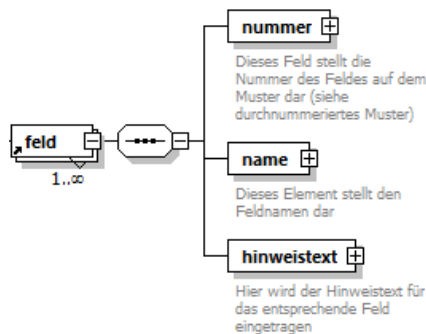 nummer
Dieses Feld stellt die
Nummer des Feldes auf dem
Muster dar (siehe
durchnummeriertes Muster)
feld
1..∞
name
Dieses Element stellt den
Feldnamen dar
hinweistext
Hier wird der Hinweistext für
das entsprechende Feld
eingetragen